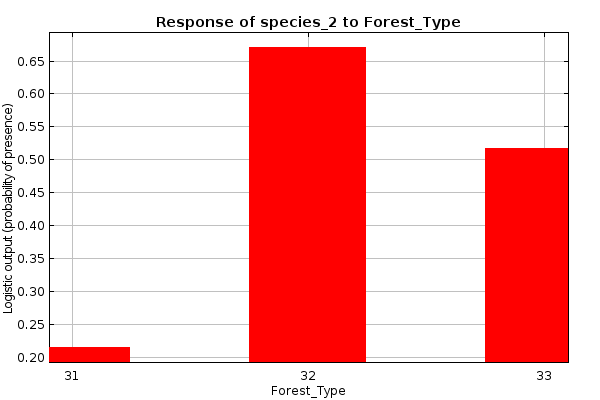 Response of species_2 to Forest_Type
Logistic output (probability of presence)
0.65
0.60
0.55
0.50
0.45
0.40
0.35
0.30
0.25
0.20
31 32 33
Forest_Type